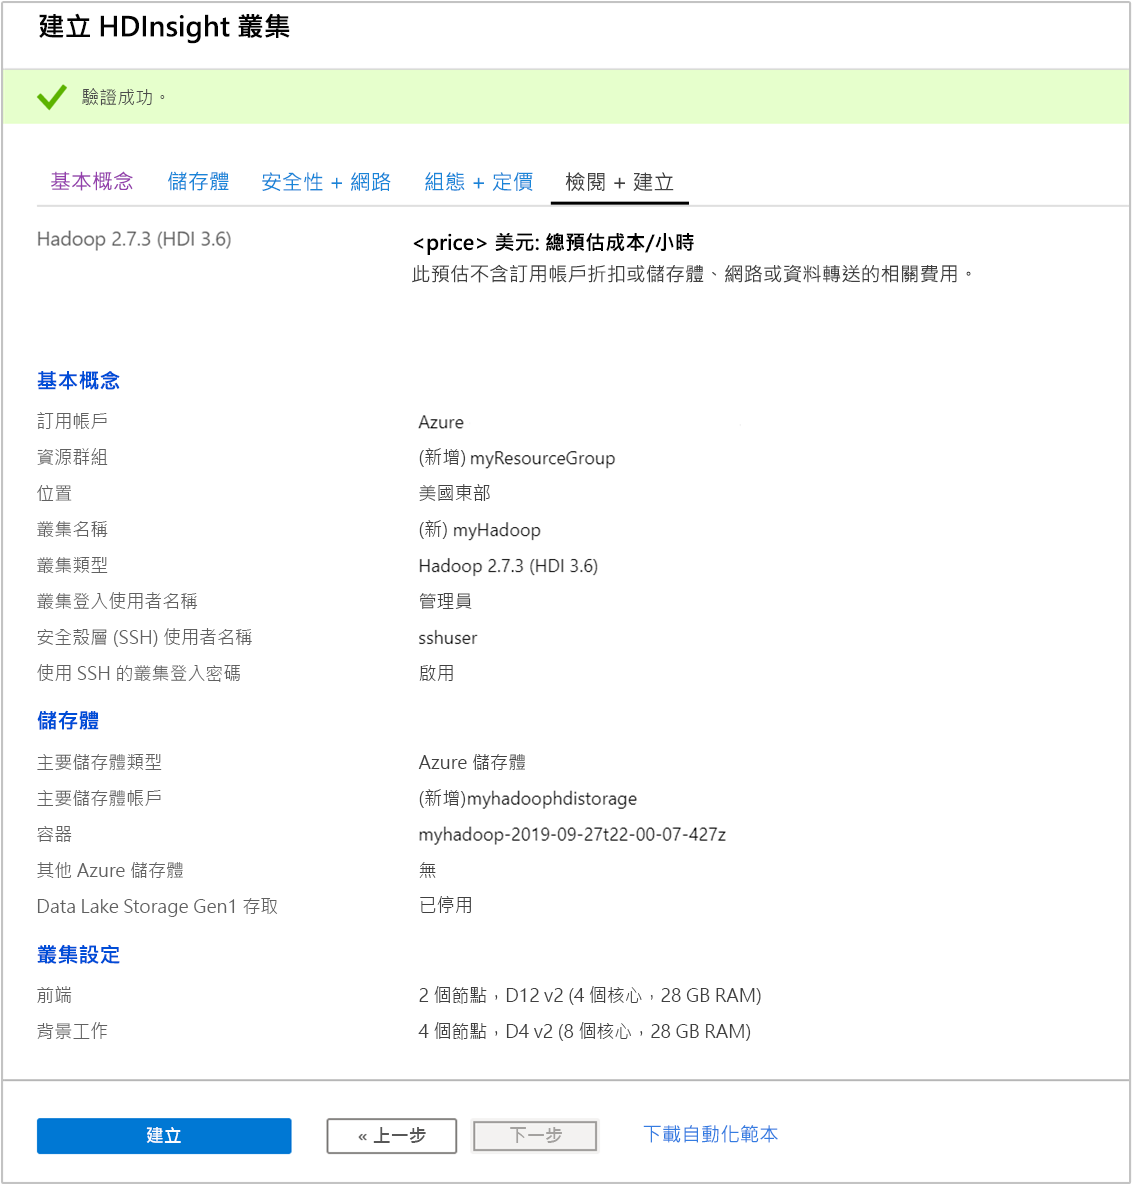 建立 HDInsight 叢集
驗證成功。
基本概念 儲存體 安全性 + 網路 組態 + 定價 檢閱 + 建立
Hadoop 2.7.3 (HDI 3.6)
<price> 美元: 總預估成本/小時
此預估不含訂用帳戶折扣或儲存體、網路或資料轉送的相關費用。
基本概念
訂用帳戶 Azure
資源群組 (新增) myResourceGroup
位置 美國東部
叢集名稱 (新) myHadoop
叢集類型 Hadoop 2.7.3 (HDI 3.6)
叢集登入使用者名稱 管理員
安全殼層 (SSH) 使用者名稱 sshuser
使用 SSH 的叢集登入密碼 啟用
儲存體
主要儲存體類型 Azure 儲存體
主要儲存體帳戶 (新增)myhadoophdistorage
容器 myhadoop-2019-09-27t22-00-07-427z
其他 Azure 儲存體 無
Data Lake Storage Gen1 存取 已停用
叢集設定
前端 2 個節點，D12 v2 (4 個核心，28 GB RAM)
背景工作 4 個節點，D4 v2 (8 個核心，28 GB RAM)
建立 « 上一步 下一步 下載自動化範本